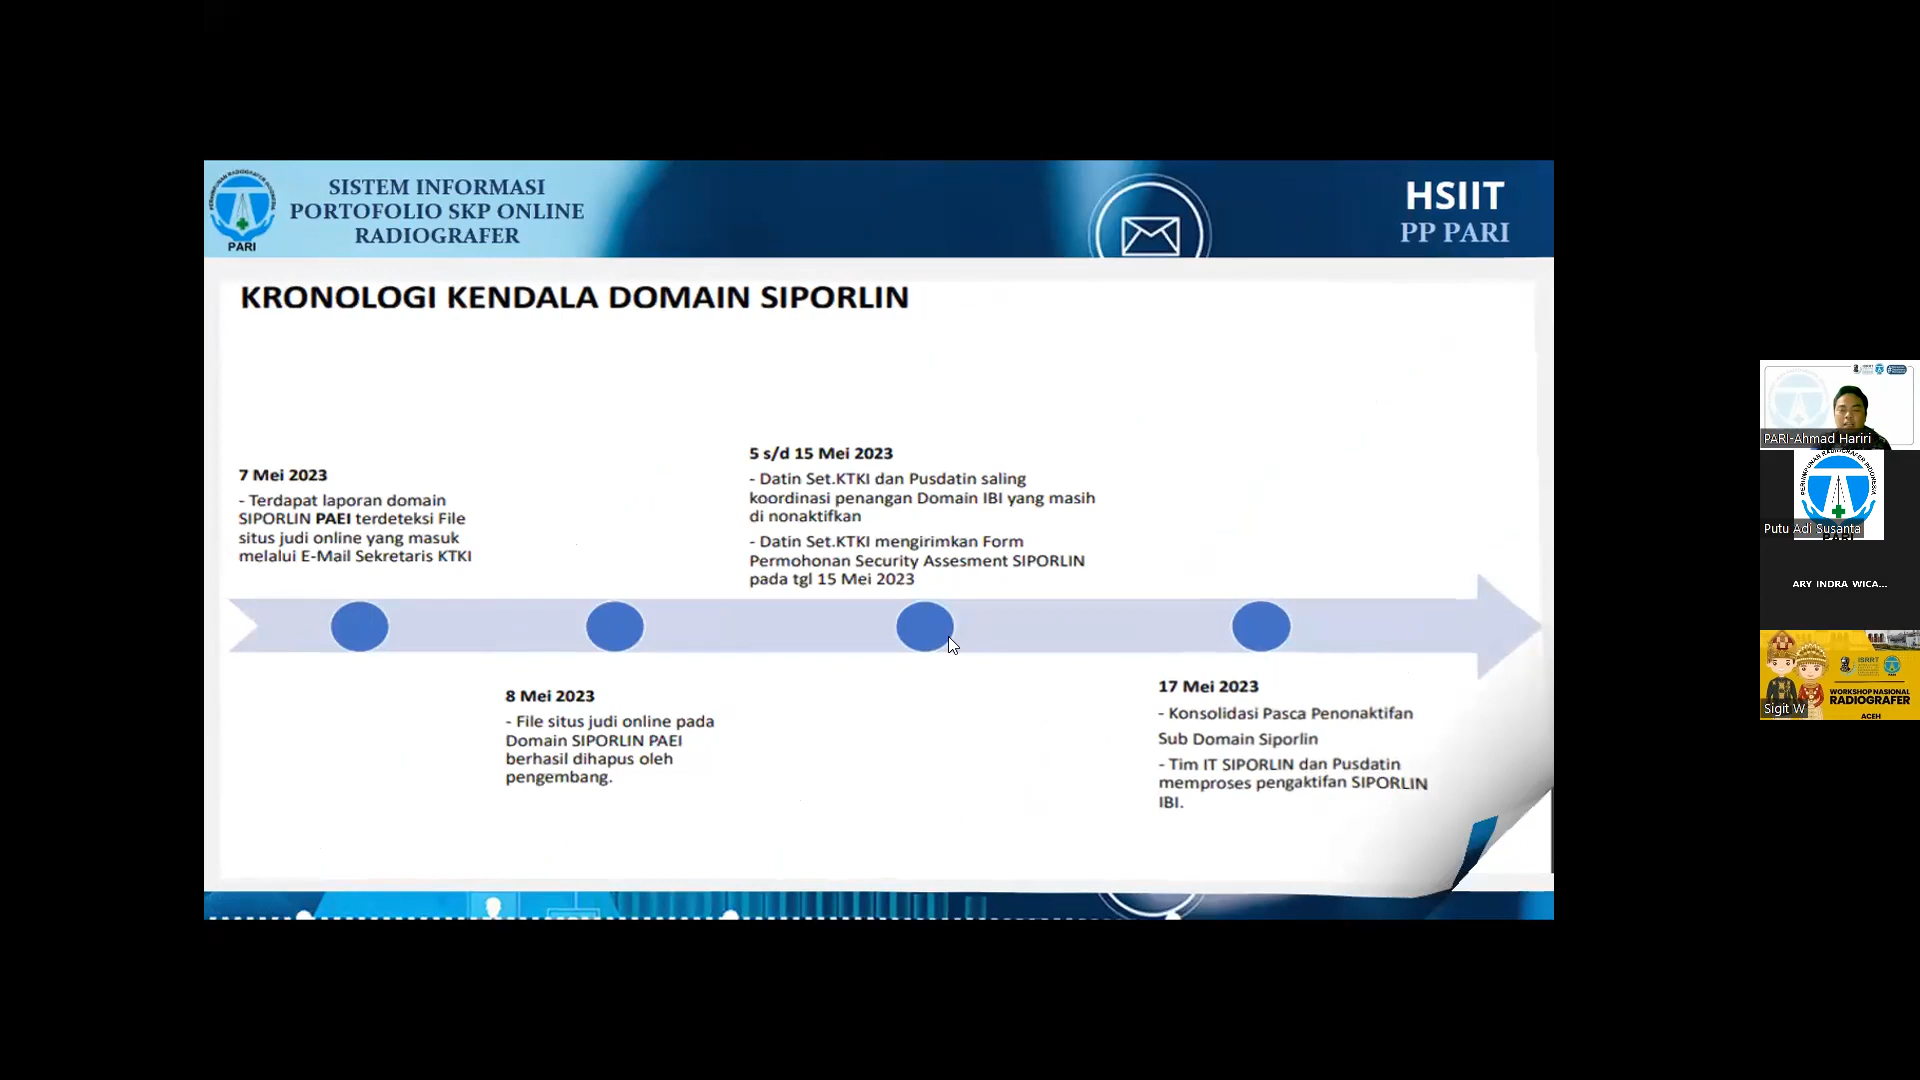 SISTEM INFORMASI
PORTOFOLIO SKP ONLINE
RADIOGRAFER
PARI
HSIIT
PP PARI
KRONOLOGI KENDALA DOMAIN SIPORLIN
7 Mei 2023
- Terdapat laporan domain
SIPORLIN PAEI terdeteksi File
situs judi online yang masuk
melalui E-Mail Sekretaris KTKI
5 s/d 15 Mei 2023
- Datin Set.KTKI dan Pusdatin saling
koordinasi penangan Domain IBI yang masih
di nonaktifkan
- Datin Set.KTKI mengirimkan Form
Permohonan Security Assesment SIPORLIN
pada tgl 15 Mei 2023
8 Mei 2023
- File situs judi online pada
Domain SIPORLIN PAEI
berhasil dihapus oleh
pengembang.
17 Mei 2023
- Konsolidasi Pasca Penonaktifan
Sub Domain Siporlin
- Tim IT SIPORLIN dan Pusdatin
memproses pengaktifan SIPORLIN
IBI.
PARI-Ahmad Hariri
PERHIMPUNAN RADIOGRAFER INDONESIA
Putu Adi Susanta
PARI
ARY INDRA WICA...
ISRRT
WORKSHOP NASIONAL
RADIOGRAFER
ACEH
Sigit W